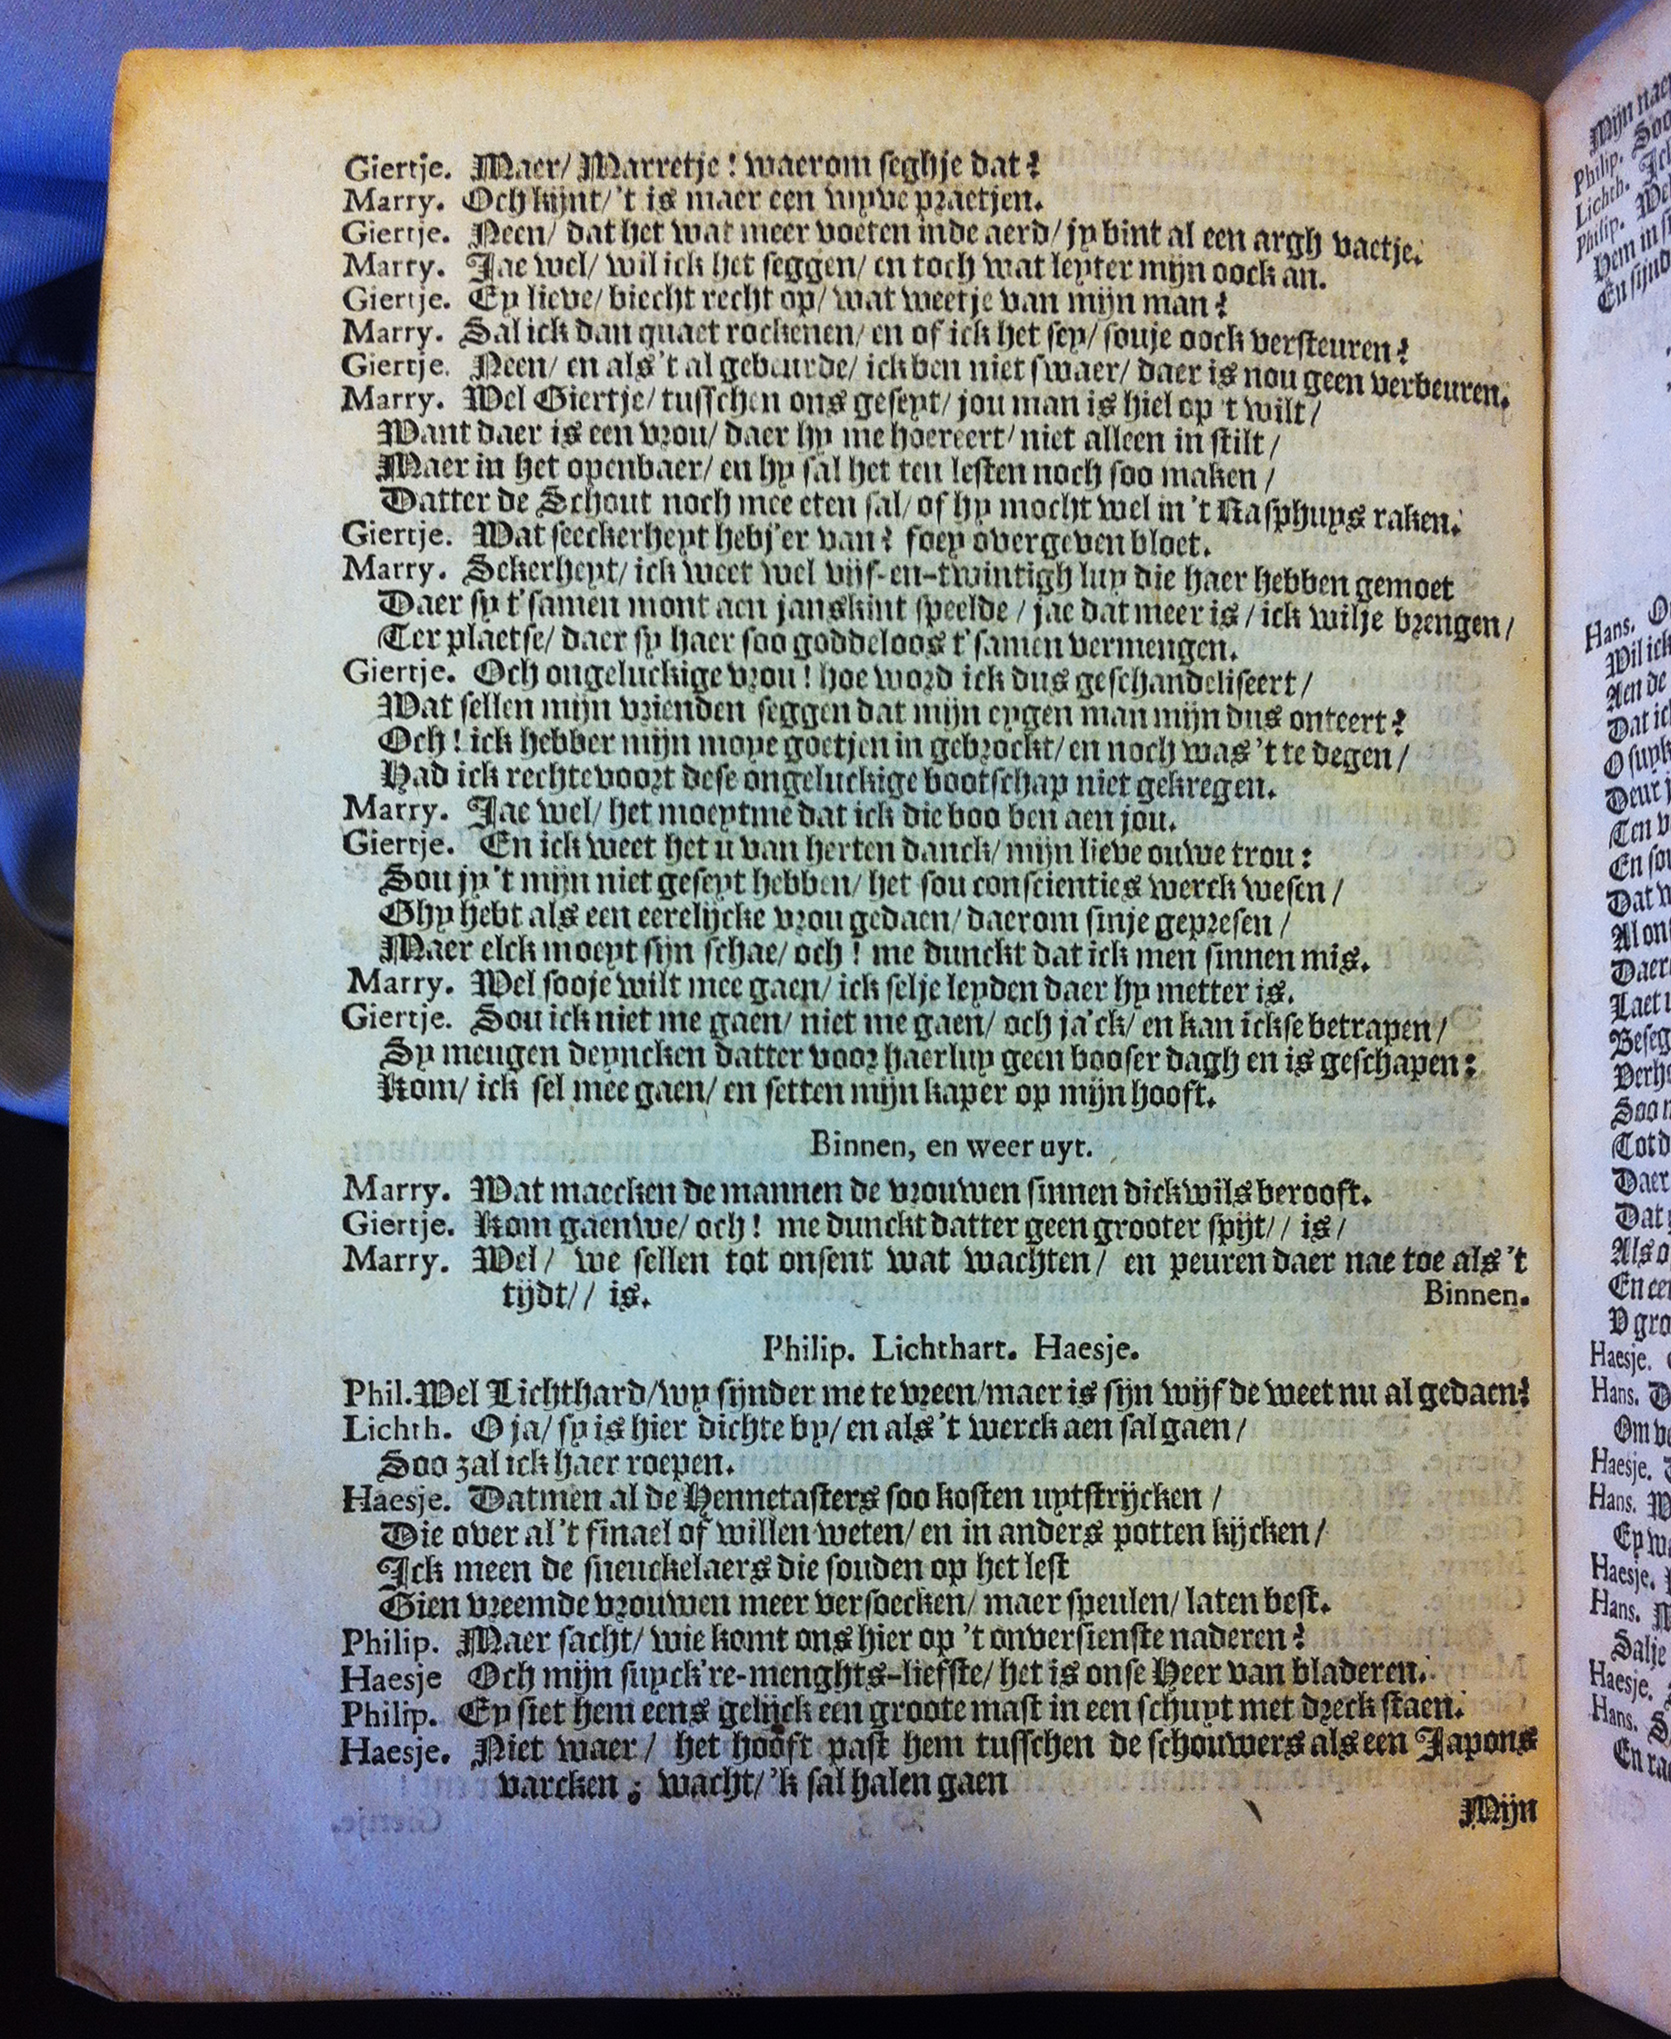 Giertje. Maer/ Marretje! waerom seghje dat?
Marry. Och kijnt/ 't is maer een wyve praetjen.
Giertje. Neen/ dat het wat meer voeten inde aerd/ jy bint al een argh vaetje.
Marry. Jae wel/ wil ick het seggen/ en toch wat leyter mijn oock an.
Giertje. Ey lieve/ biecht recht op/ wat weetje van mijn man?
Marry. Sal ick dan quaet rockenen/ en of ick het sey/ souje oock versteuren?
Giertje. Neen/ en als 't al gebeurde/ ick ben niet swaer/ daer is nou geen verbeuren.
Marry. Wel Giertje/ tusschen ons geseyt/ jou man is hiel op 't wilt/
Want daer is een vrou/ daer hy me hoereert/ niet alleen in stilt/
Maer in het openbaer/ en hy sal het ten lesten noch soo maken/
Datter de Schout noch mee eten sal/ of hy mocht wel in 't Rasphuys raken.
Giertje. Wat seeckerheyt hebj'er van? foey overgeven bloet.
Marry. Sekerheyt/ ick weet wel vijf-en-twintigh luy die haer hebben gemoet
Daer sy t'samen mont aen janskint speelde/ jae dat meer is/ ick wilje brengen/
Ter plaetse/ daer sy haer soo goddeloos t'samen vermengen.
Giertje. Och ongeluckige vrou! hoe word ick dus geschandeliseert/
Wat sellen mijn vrienden seggen dat mijn eygen man mijn dus onteert?
Och! ick hebber mijn moye goetjen in gebrockt/ en noch was 't te degen/
Had ick rechtevoort dese ongeluckige bootschap niet gekregen.
Marry. Jae wel/ het moeytme dat ick die boo ben aen jou.
Giertje. En ick weet het u van herten danck/ mijn lieve ouwe trou:
Sou jy 't mijn niet geseyt hebben/ het sou conscienties werck wesen/
Ghy hebt als een eerelijcke vrou gedaen/ daerom sinje gepresen/
Maer elck moeyt sijn schae/ och! me dunckt dat ick men sinnen mis.
Marry. Wel sooje wilt mee gaen/ ick selje leyden daer hy metter is.
Giertje. Sou ick niet me gaen/ niet me gaen/ och ja'ck/ en kan ickse betrapen/
Sy meugen deyncken datter voor haerluy geen booser dagh en is geschapen:
Kom/ ick sel mee gaen/ en setten mijn kaper op mijn hooft.
Binnen, en weer uyt.
Marry. Wat maecken de mannen de vrouwen sinnen dickwils berooft.
Giertje. Kom gaen we/ och! me dunckt datter geen grooter spijt// is/
Marry. Wel/ we sellen tot onsent wat wachten/ en peuren daer nae toe als 't
tijdt// is. Binnen.
Philip. Lichthart. Haesje.
Phil. Wel Lichthard/ wy sijnder me te vreen/ maer is sijn wijf de weet nu al gedaen?
Lichth. O ja/ sy is hier dichte by/ en als 't werck aen sal gaen/
Soo zal ick haer roepen.
Haesje. Datmen al de Hennetasters soo kosten uytstrijcken/
Die over al 't finael of willen weten/ en in anders potten kijcken/
Ick meen de sneuckelaers die souden op het lest
Gien vreemde vrouwen meer versoecken/ maer speulen/ laten best.
Philip. Maer sacht/ wie komt ons hier op 't onversienste naderen?
Haesje Och mijn suyck're-menghts-liefste/ het is onse Heer van bladeren.
Philip. Ey siet hem eens gelijck een groote mast in een schuyt met dreck staen.
Haesje. Niet waer/ het hooft past hem tusschen de schouwers als een Japons
varcken; wacht/ 'k sal halen gaen
Mijn